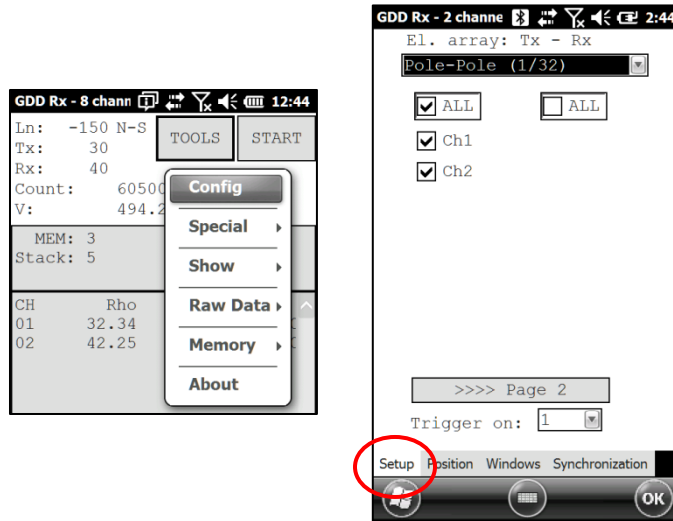 GDD Rx - 8 chann 12:44
Ln: -150 N-S
Tx: 30
Rx: 40
Count: 60500
V: 494.2
TOOLS START
MEM: 3
Stack: 5
CH Rho
01 32.34
02 42.25
Config
Special
Show
Raw Data
Memory
About
GDD Rx - 2 channe 2:44
El. array: Tx - Rx
Pole-Pole (1/32)
ALL ALL
Ch1
Ch2
>>>> Page 2
Trigger on: 1
Setup Position Windows Synchronization
OK